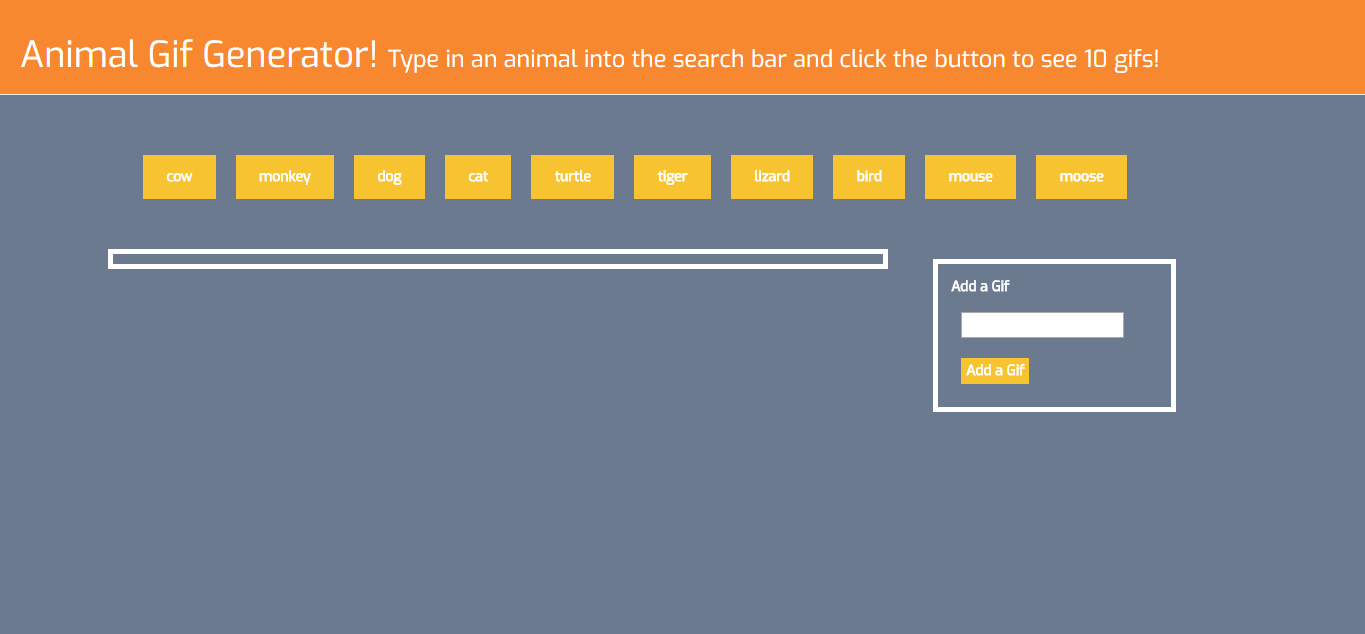 Animal Gif Generator! Type in an animal into the search bar and click the button to see 10 gifs!
cow monkey dog cat turtle tiger lizard bird mouse moose
Add a Gif
Add a Gif